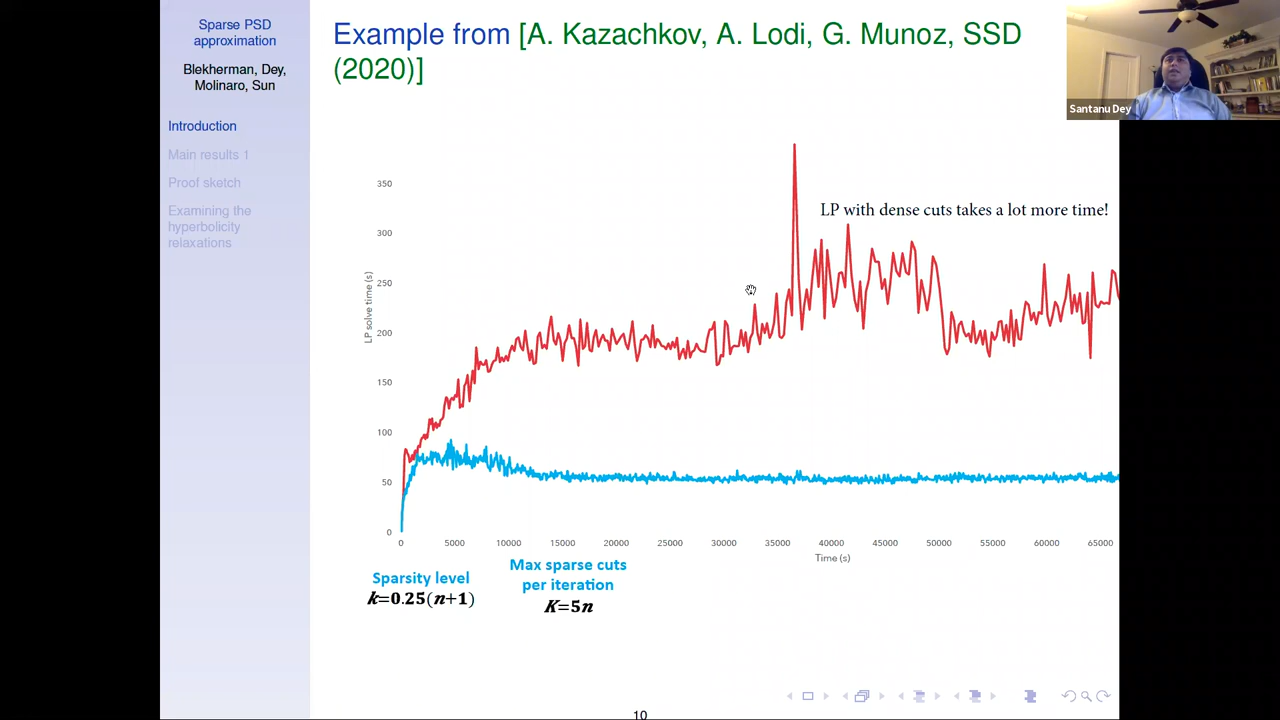 Sparse PSD
approximation
Blekherman, Dey,
Molinaro, Sun
Introduction
Main results 1
Proof sketch
Examining the
hyperbolicity
relaxations
Example from [A. Kazachkov, A. Lodi, G. Munoz, SSD
(2020)]
Santanu Dey
LP with dense cuts takes a lot more time!
LP solve time (s)
350
300
250
200
150
100
50
0
0 5000 10000 15000 20000 25000 30000 35000 40000 45000 50000 55000 60000 65000
Time (s)
Sparsity level
k=0.25(n+1)
Max sparse cuts
per iteration
K=5n
10